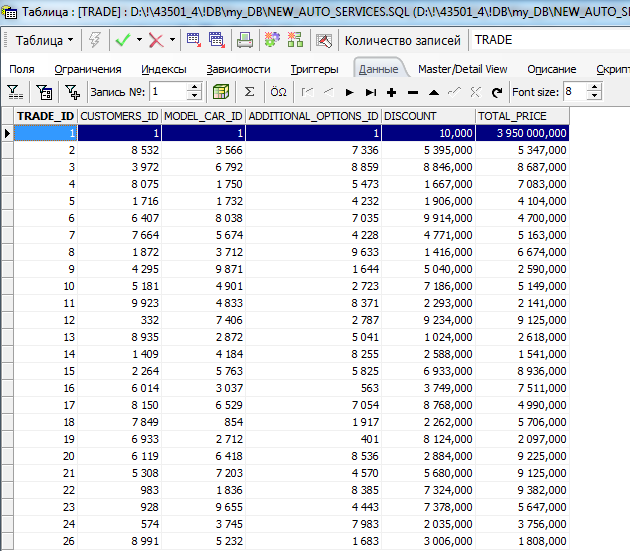 Таблица : [TRADE] : D:\!\43501_4\!DB\my_DB\NEW_AUTO_SERVICES.SQL (D:\!\43501_4\!DB\my_DB\NEW_AUTO_SE
Таблица Количество записей TRADE
Поля Ограничения Индексы Зависимости Триггеры Данные Master/Detail View Описание Скрипт
Запись №: 1 Σ ÖΩ Font size: 8
TRADE_ID CUSTOMERS_ID MODEL_CAR_ID ADDITIONAL_OPTIONS_ID DISCOUNT TOTAL_PRICE
1 1 1 1 10,000 3 950 000,000
2 8 532 3 566 7 336 5 395,000 5 347,000
3 3 972 6 792 8 859 8 846,000 8 687,000
4 8 075 1 750 5 473 1 667,000 7 083,000
5 1 716 1 732 4 232 1 906,000 4 104,000
6 6 407 8 038 7 035 9 914,000 4 700,000
7 7 664 5 674 4 228 4 771,000 5 163,000
8 1 872 3 712 9 633 1 416,000 6 674,000
9 4 295 9 871 1 644 5 040,000 2 590,000
10 5 181 4 901 2 723 7 186,000 5 149,000
11 9 923 4 833 8 371 2 293,000 2 141,000
12 332 7 406 2 787 9 234,000 9 125,000
13 8 935 2 872 5 041 1 024,000 2 618,000
14 1 409 4 184 8 255 2 588,000 1 541,000
15 2 264 5 763 5 825 6 933,000 8 936,000
16 6 014 3 037 563 3 749,000 7 511,000
17 8 150 6 529 7 054 8 768,000 4 990,000
18 7 849 854 1 917 2 262,000 5 706,000
19 6 933 2 712 401 8 124,000 2 097,000
20 6 119 6 418 8 536 2 884,000 9 225,000
21 5 308 7 203 4 570 5 680,000 9 125,000
22 983 1 836 8 385 7 324,000 9 382,000
23 928 9 655 4 443 7 378,000 5 647,000
24 574 3 745 7 983 2 035,000 3 756,000
26 8 991 5 232 1 683 3 006,000 1 808,000